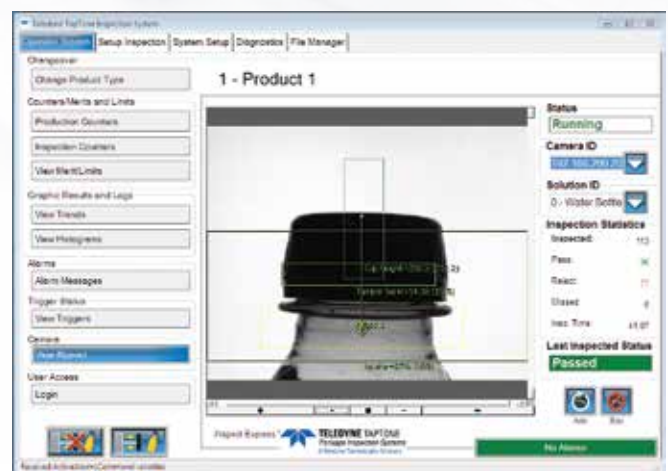 Teledyne TapTone Inspection System
Operator Screen Setup Inspection System Setup Diagnostics File Manager
Changeover
Change Product Type
1 - Product 1
Counters/Merits and Limits
Production Counters
Inspection Counters
View Merit/Limits
Graphic Results and Logs
View Trends
View Histograms
Alarms
Alarm Messages
Trigger Status
View Triggers
Camera
User Access
Login
Status
Running
Camera ID
Solution ID
0 - Water Bottle
Inspection Statistics
Inspected:
Pass:
Reject:
Missed:
Insp. Time:
Last Inspected Status
Passed
iNspect Express
TELEDYNE TAPTONE
Package Inspection Systems
No Alarms